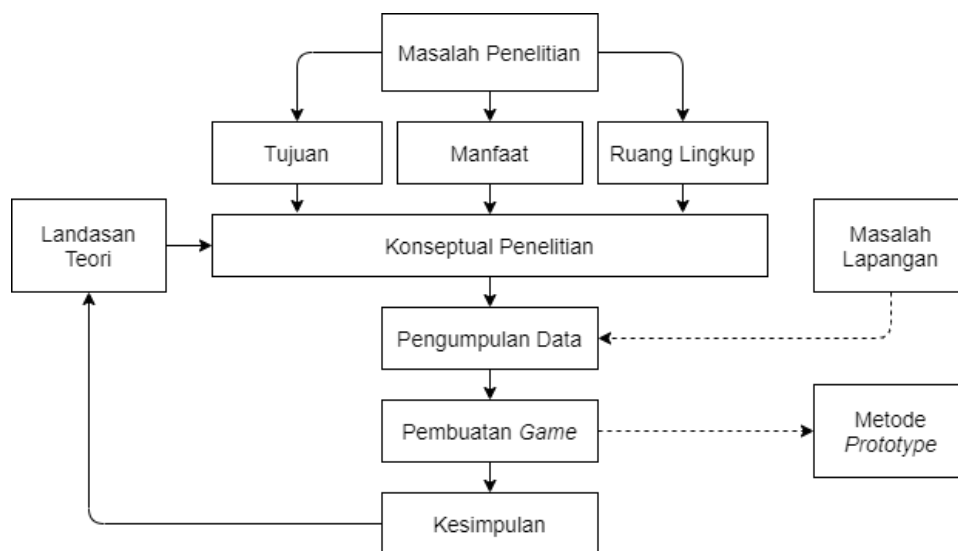 Masalah Penelitian
Tujuan
Manfaat
Ruang Lingkup
Landasan
Teori
Konseptual Penelitian
Masalah
Lapangan
Pengumpulan Data
Pembuatan Game
Metode
Prototype
Kesimpulan